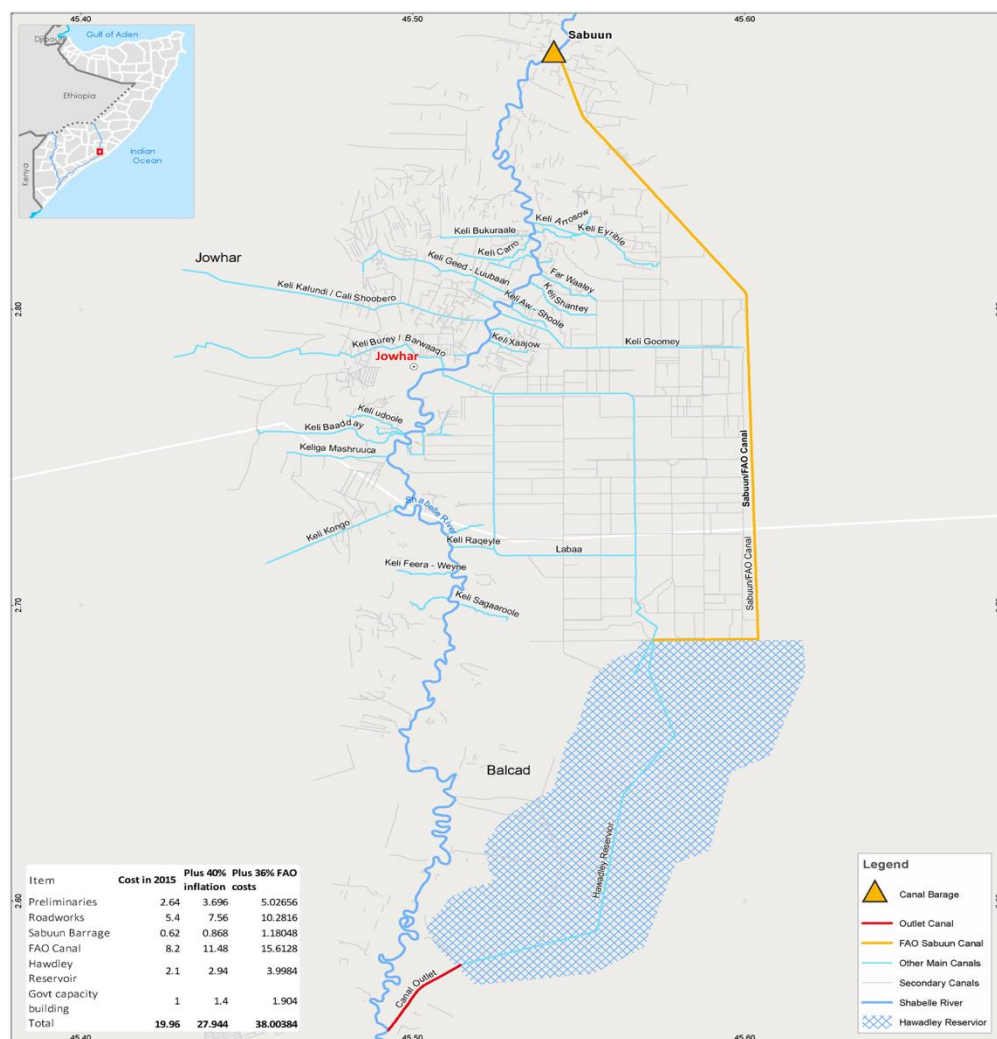 45.40
45.50
45.60
Djibouti
Gulf of Aden
Ethiopia
Kenya
Indian
Ocean
Sabuun
Keli Arrosow
Keli Bukuraale
Keli Eyrible
Keli Carro
Keli Geed - Luubaan
Far Waaley
Keli Shantey
Jowhar
Keli Kalundi / Cali Shoobero
Keli Aw - Shoole
2.80
Keli Xaajow
Keli Goomey
Keli Burey / Barwaaqo
Jowhar
Keli udoole
Keli Baadday
Keliga Mashruuca
Sabuun/FAO Canal
Shabelle River
Keli Kongo
Keli Raqeyle
Labaa
Keli Feera - Weyne
Sabuun/FAO Canal
Keli Sagaaroole
2.70
Balcad
Hawadley Reservior
2.60
Canal Outlet
Item Cost in 2015 Plus 40% inflation Plus 36% FAO costs
Preliminaries 2.64 3.696 5.02656
Roadworks 5.4 7.56 10.2816
Sabuun Barrage 0.62 0.868 1.18048
FAO Canal 8.2 11.48 15.6128
Hawdley Reservoir 2.1 2.94 3.9984
Govt capacity building 1 1.4 1.904
Total 19.96 27.944 38.00384
Legend
Canal Barage
Outlet Canal
FAO Sabuun Canal
Other Main Canals
Secondary Canals
Shabelle River
Hawadley Reservior
45.40
45.50
45.60